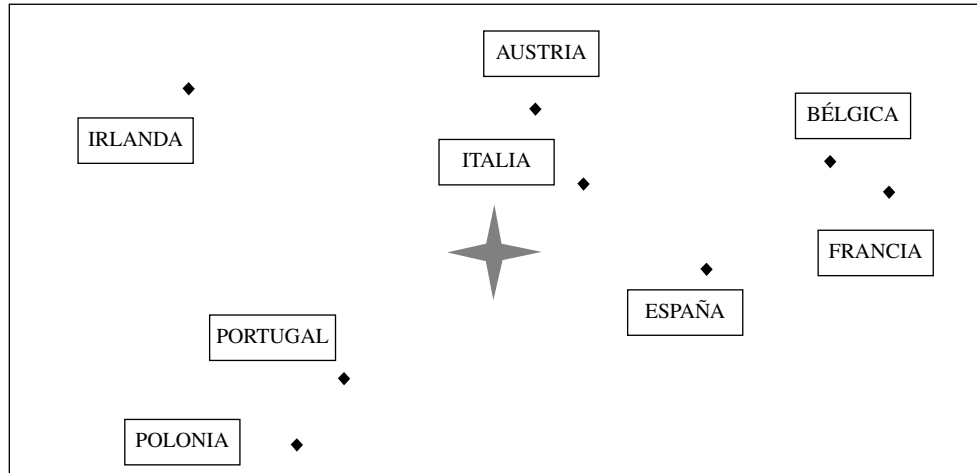 AUSTRIA
BÉLGICA
IRLANDA
ITALIA
FRANCIA
ESPAÑA
PORTUGAL
POLONIA